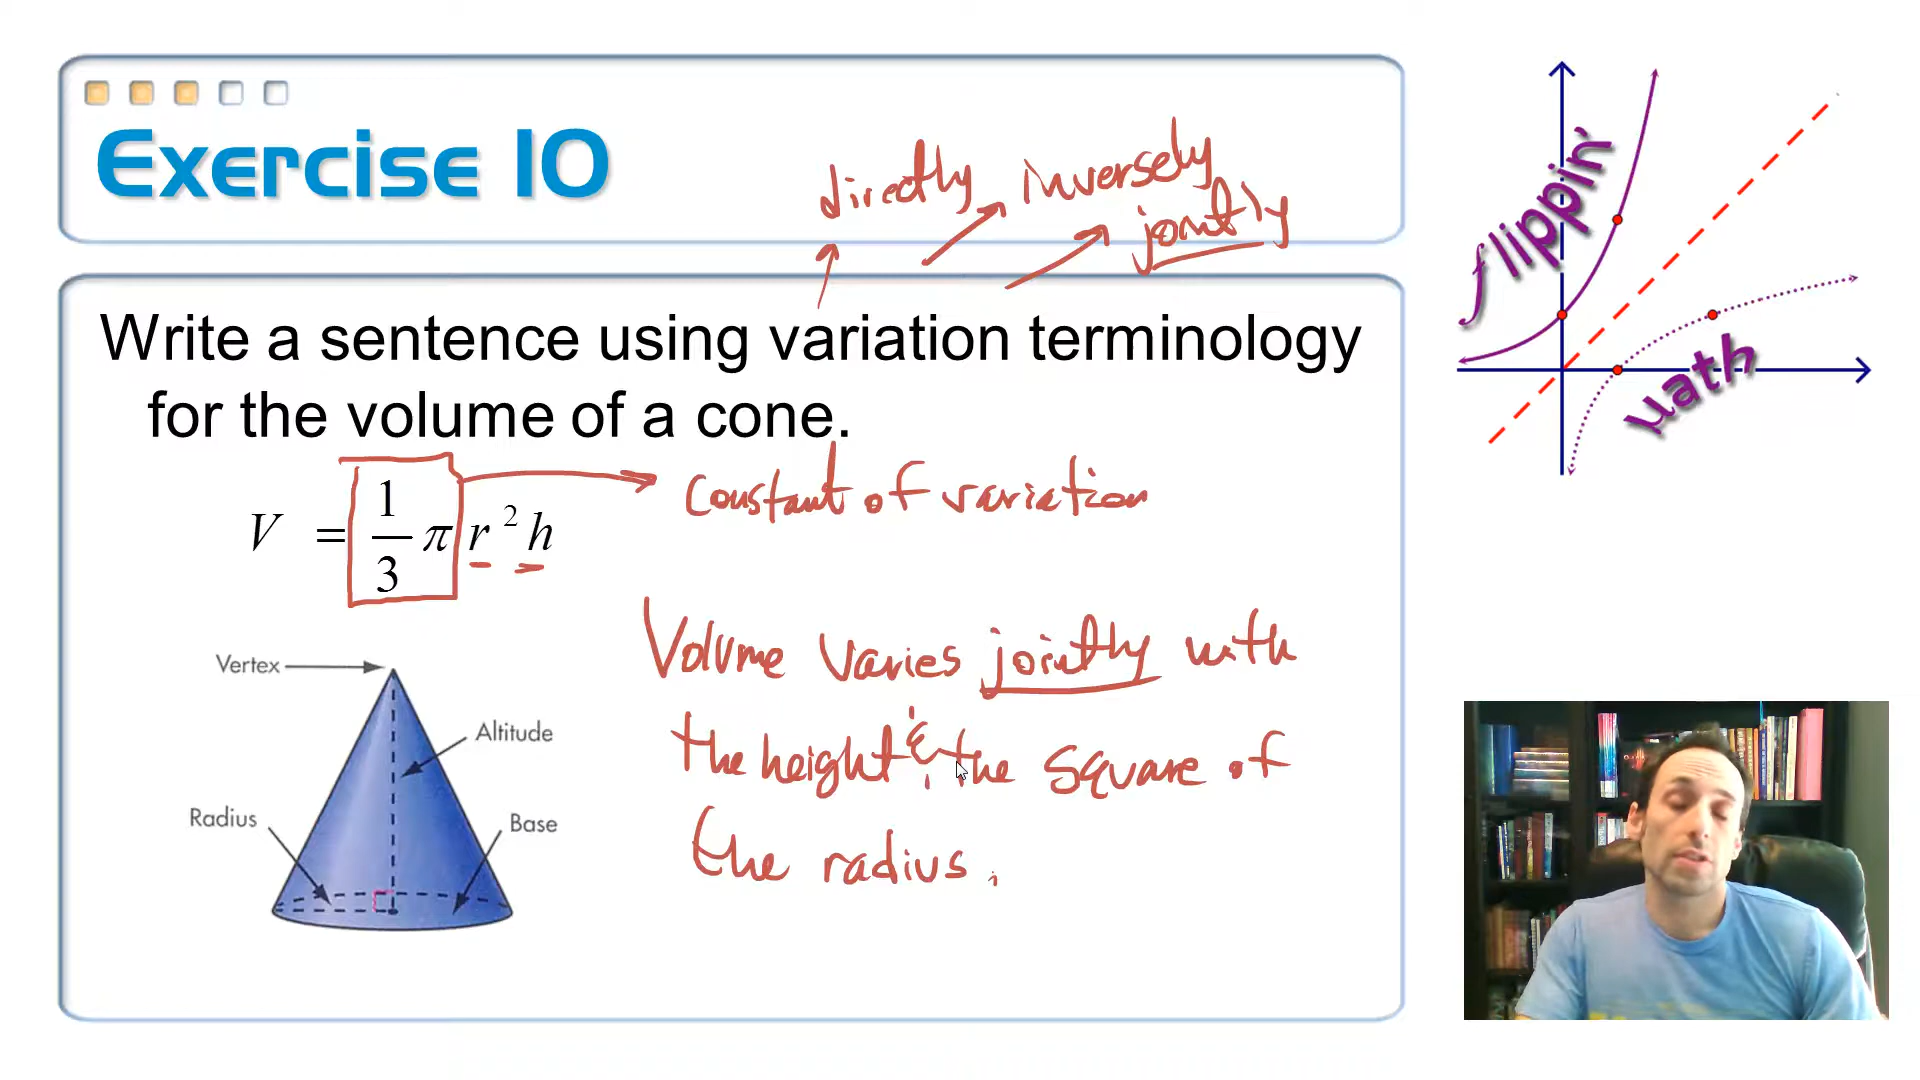 Exercise 10
directly inversely
jointly
Write a sentence using variation terminology
for the volume of a cone.
V = 1/3 π r² h
constant of variation
Volume varies jointly with
the height & the square of
the radius.
Vertex
Altitude
Radius
Base
flippin'
math